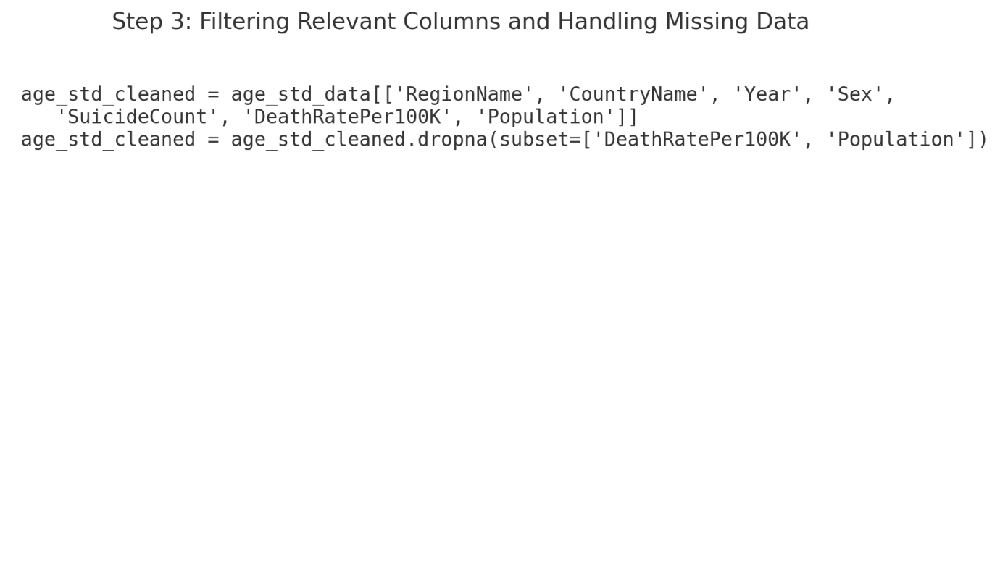 Step 3: Filtering Relevant Columns and Handling Missing Data
age_std_cleaned = age_std_data[['RegionName', 'CountryName', 'Year', 'Sex',
   'SuicideCount', 'DeathRatePer100K', 'Population']]
age_std_cleaned = age_std_cleaned.dropna(subset=['DeathRatePer100K', 'Population'])